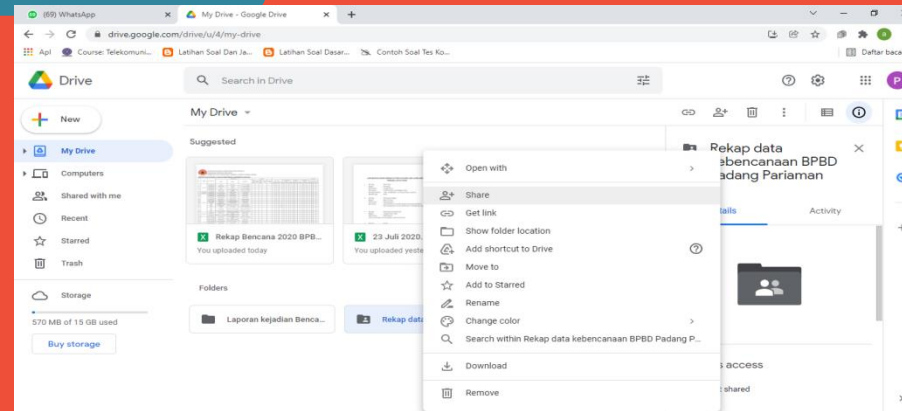 (69) WhatsApp
My Drive - Google Drive
drive.google.com/drive/u/4/my-drive
Apl
Course: Telekomuni...
Latihan Soal Dan Ja...
Latihan Soal Dasar...
Contoh Soal Tes Ko...
Daftar baca
Drive
Search in Drive
P
New
My Drive
Computers
Shared with me
Recent
Starred
Trash
Storage
570 MB of 15 GB used
Buy storage
My Drive
Suggested
Rekap Bencana 2020 BPB...
You uploaded today
23 Juli 2020.
You uploaded yeste
Folders
Laporan kejadian Benca...
Rekap data
Open with
Share
Get link
Show folder location
Add shortcut to Drive
Move to
Add to Starred
Rename
Change color
Search within Rekap data kebencanaan BPBD Padang P...
Download
Remove
Rekap data
ebencanaan BPBD
adang Pariaman
tails
Activity
s access
shared